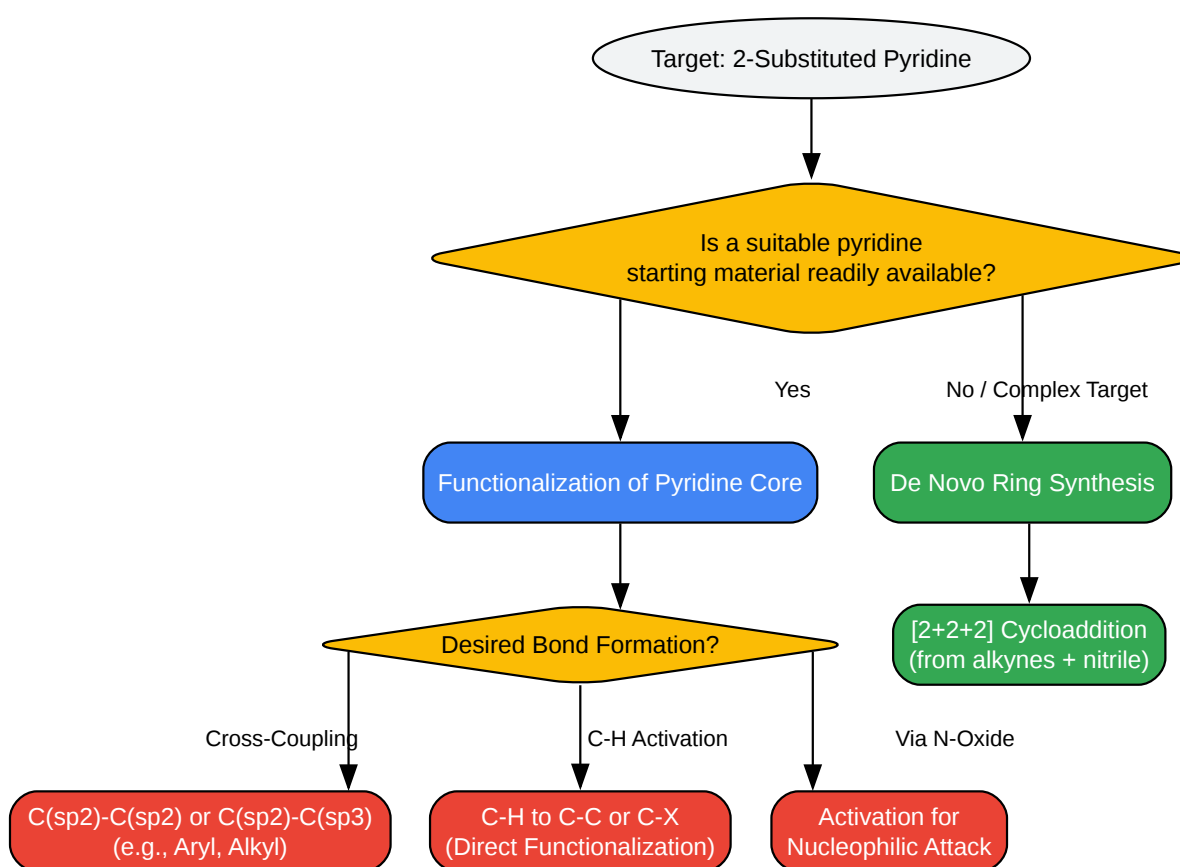 Target: 2-Substituted Pyridine
Is a suitable pyridine
starting material readily available?
Yes
No / Complex Target
Functionalization of Pyridine Core
De Novo Ring Synthesis
[2+2+2] Cycloaddition
(from alkynes + nitrile)
Desired Bond Formation?
Cross-Coupling
C-H Activation
Via N-Oxide
C(sp2)-C(sp2) or C(sp2)-C(sp3)
(e.g., Aryl, Alkyl)
C-H to C-C or C-X
(Direct Functionalization)
Activation for
Nucleophilic Attack